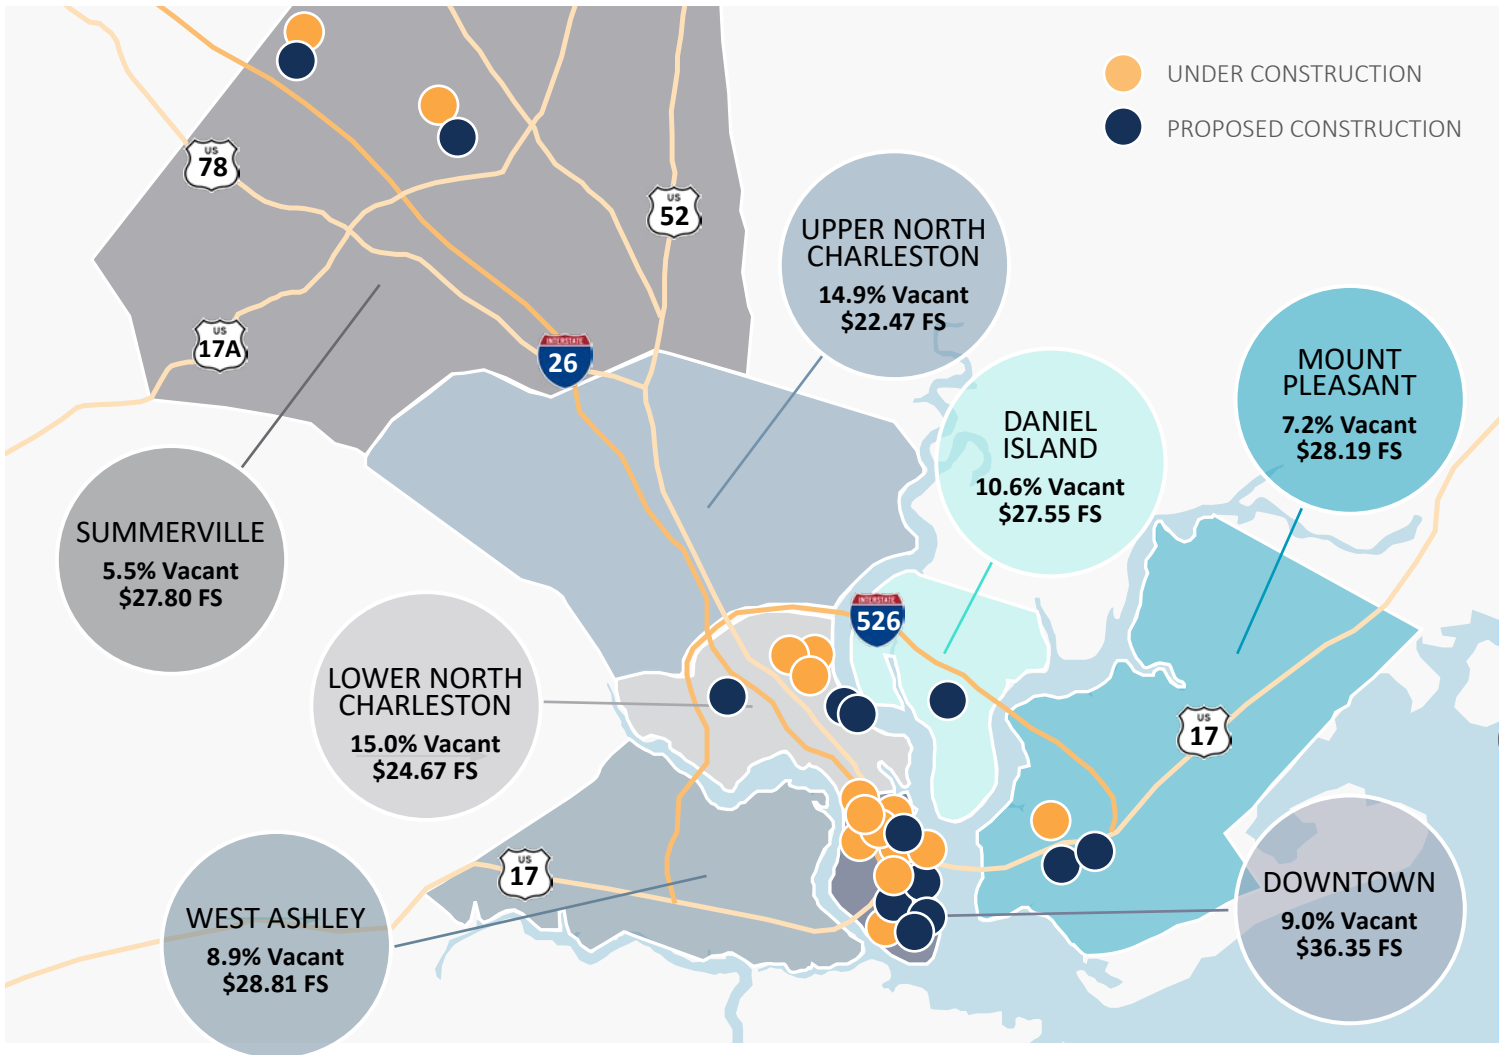 UNDER CONSTRUCTION
PROPOSED CONSTRUCTION
US
78
US
52
US
17A
INTERSTATE
26
UPPER NORTH
CHARLESTON
14.9% Vacant
$22.47 FS
MOUNT
PLEASANT
7.2% Vacant
$28.19 FS
DANIEL
ISLAND
10.6% Vacant
$27.55 FS
SUMMERVILLE
5.5% Vacant
$27.80 FS
INTERSTATE
526
LOWER NORTH
CHARLESTON
15.0% Vacant
$24.67 FS
US
17
US
17
DOWNTOWN
9.0% Vacant
$36.35 FS
WEST ASHLEY
8.9% Vacant
$28.81 FS